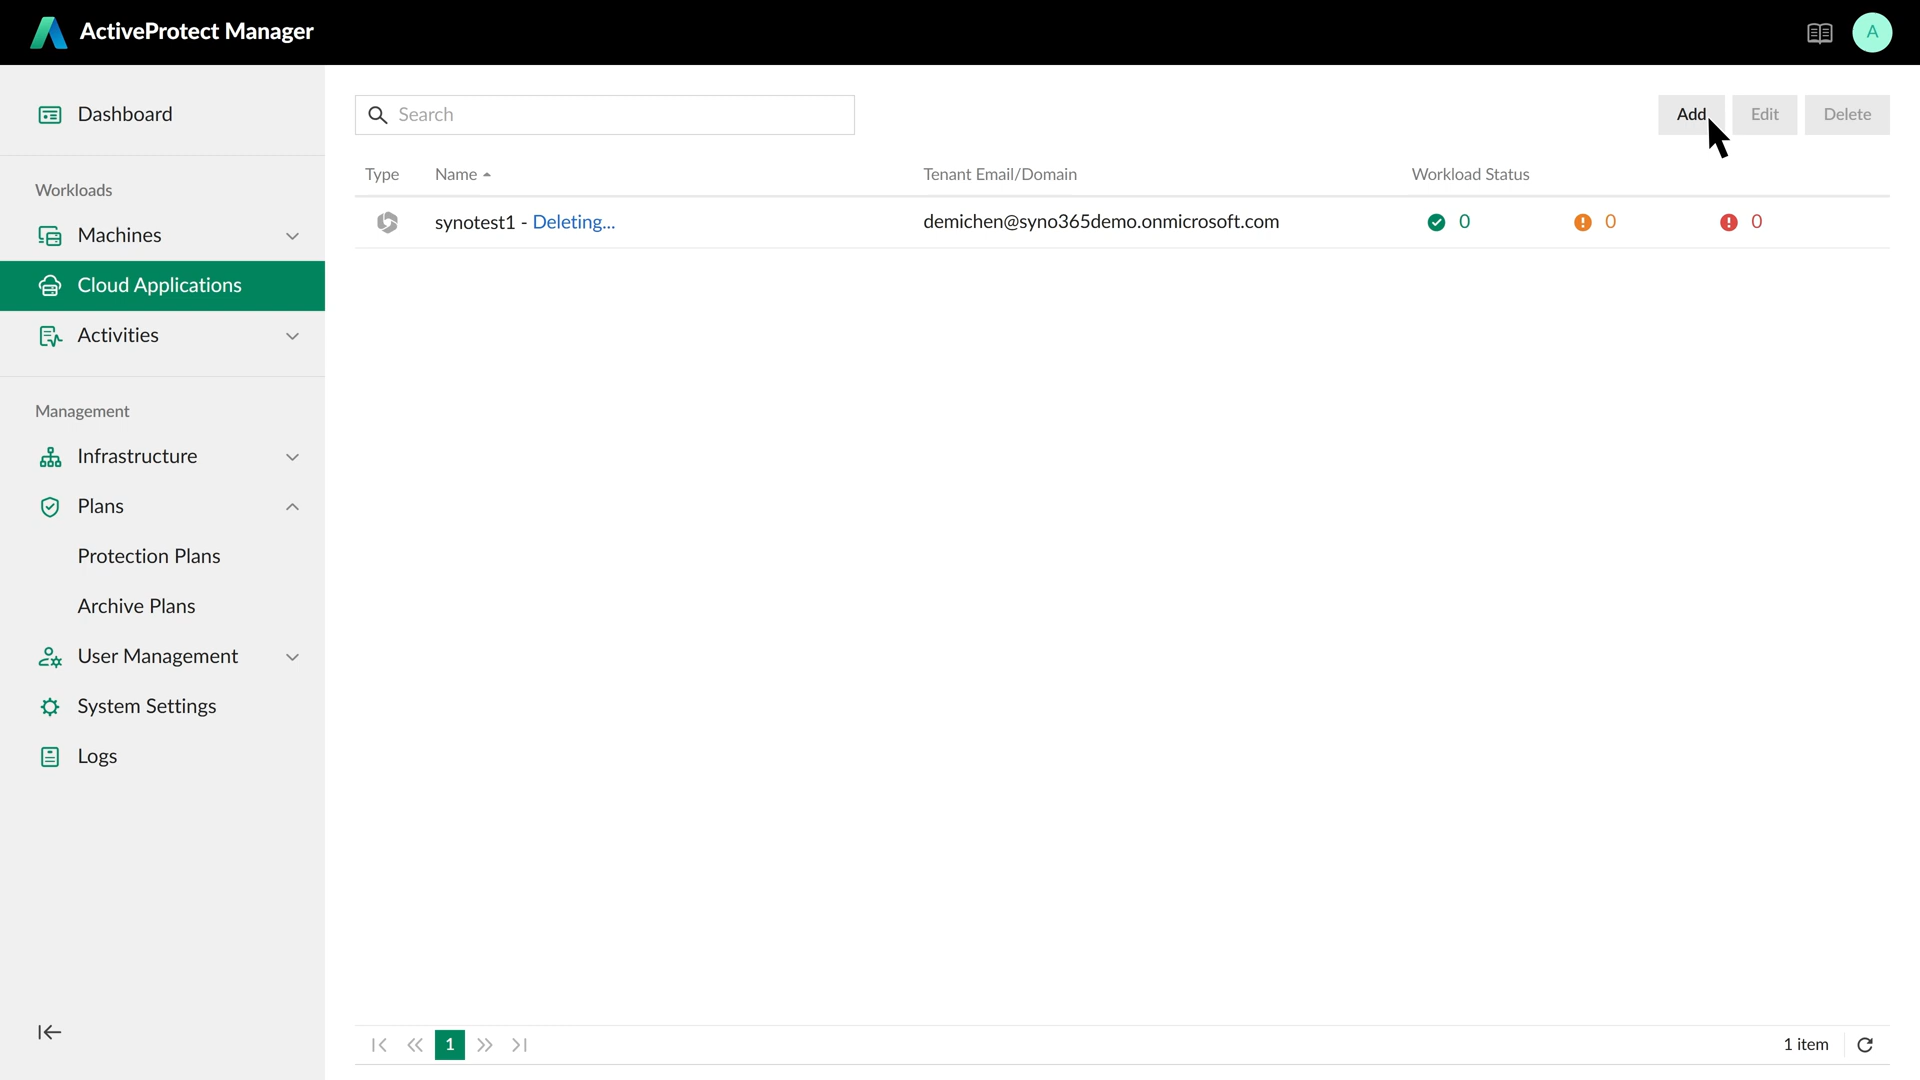 ActiveProtect Manager
A
Dashboard
Workloads
Machines
Cloud Applications
Activities
Management
Infrastructure
Plans
Protection Plans
Archive Plans
User Management
System Settings
Logs
Search
Add
Edit
Delete
Type
Name
Tenant Email/Domain
Workload Status
synotest1 - Deleting...
demichen@syno365demo.onmicrosoft.com
0
0
0
1
1 item